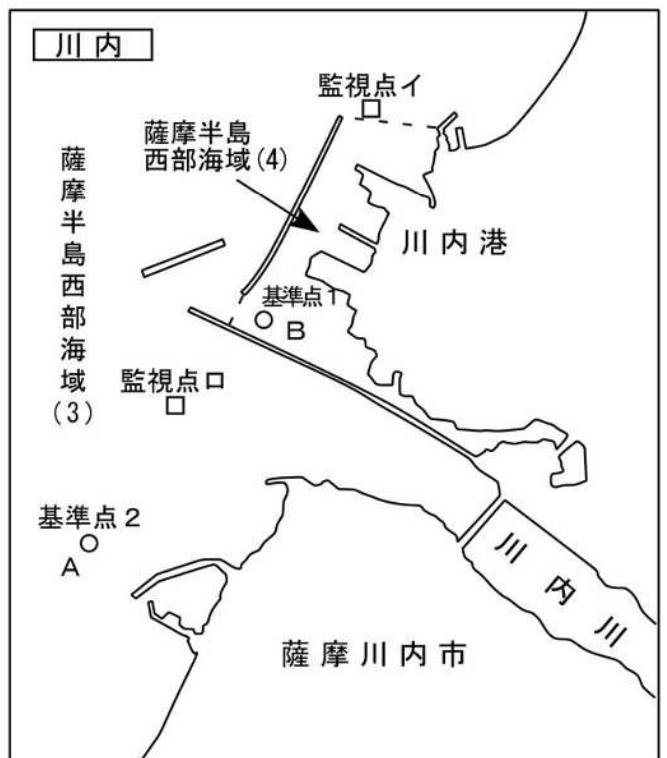 川内
監視点イ
薩摩半島
西部海域(4)
薩摩半島西部海域(3)
川内港
基準点1
B
監視点ロ
基準点2
A
川内川
薩摩川内市